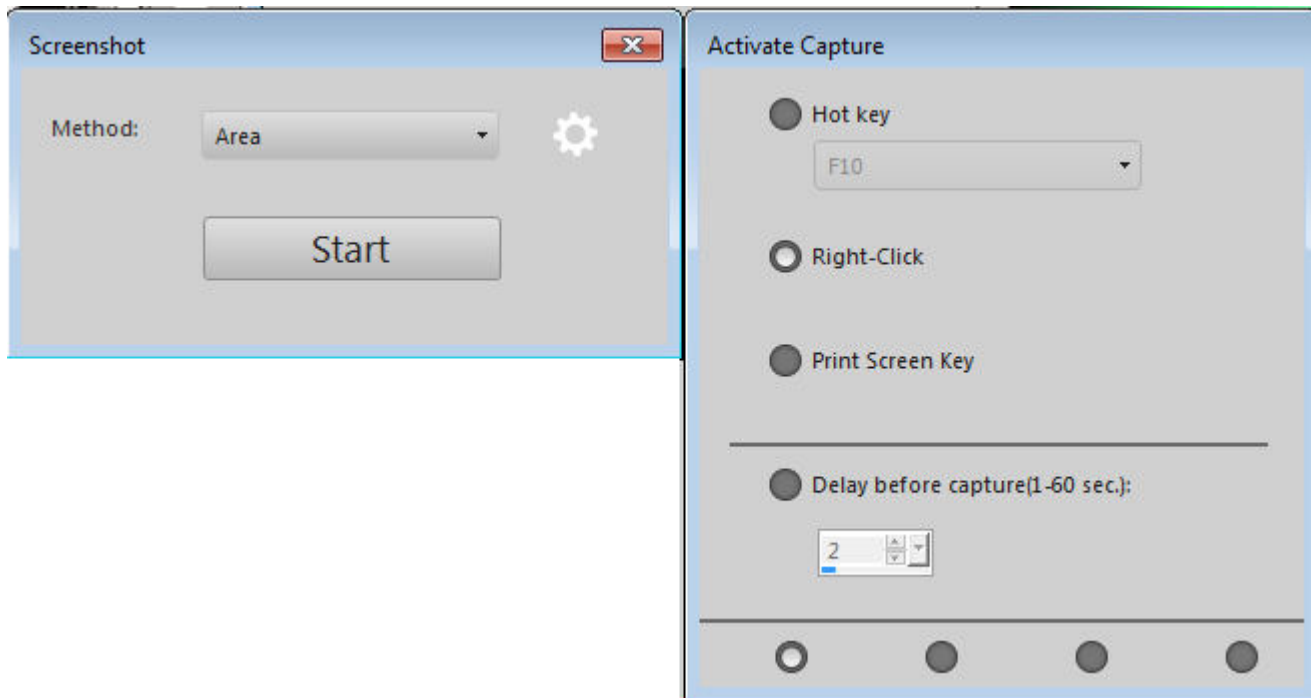 Screenshot
Method:
Area
Start
Activate Capture
Hot key
F10
Right-Click
Print Screen Key
Delay before capture(1-60 sec.):
2